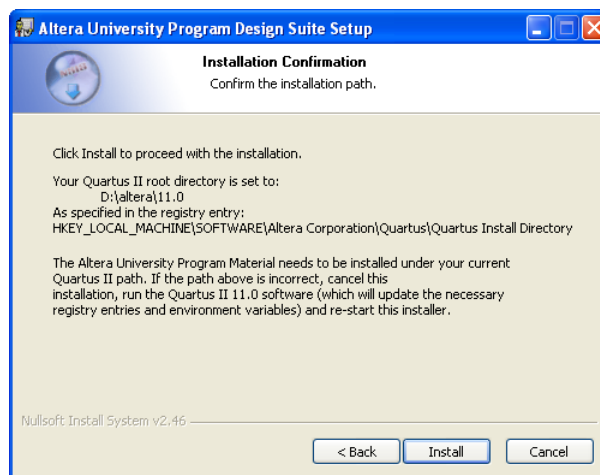 Altera University Program Design Suite Setup
Installation Confirmation
Confirm the installation path.
Click Install to proceed with the installation.
Your Quartus II root directory is set to:
D:\altera\11.0
As specified in the registry entry:
HKEY_LOCAL_MACHINE\SOFTWARE\Altera Corporation\Quartus\Quartus Install Directory
The Altera University Program Material needs to be installed under your current
Quartus II path. If the path above is incorrect, cancel this
installation, run the Quartus II 11.0 software (which will update the necessary
registry entries and environment variables) and re-start this installer.
Nullsoft Install System v2.46
< Back Install Cancel